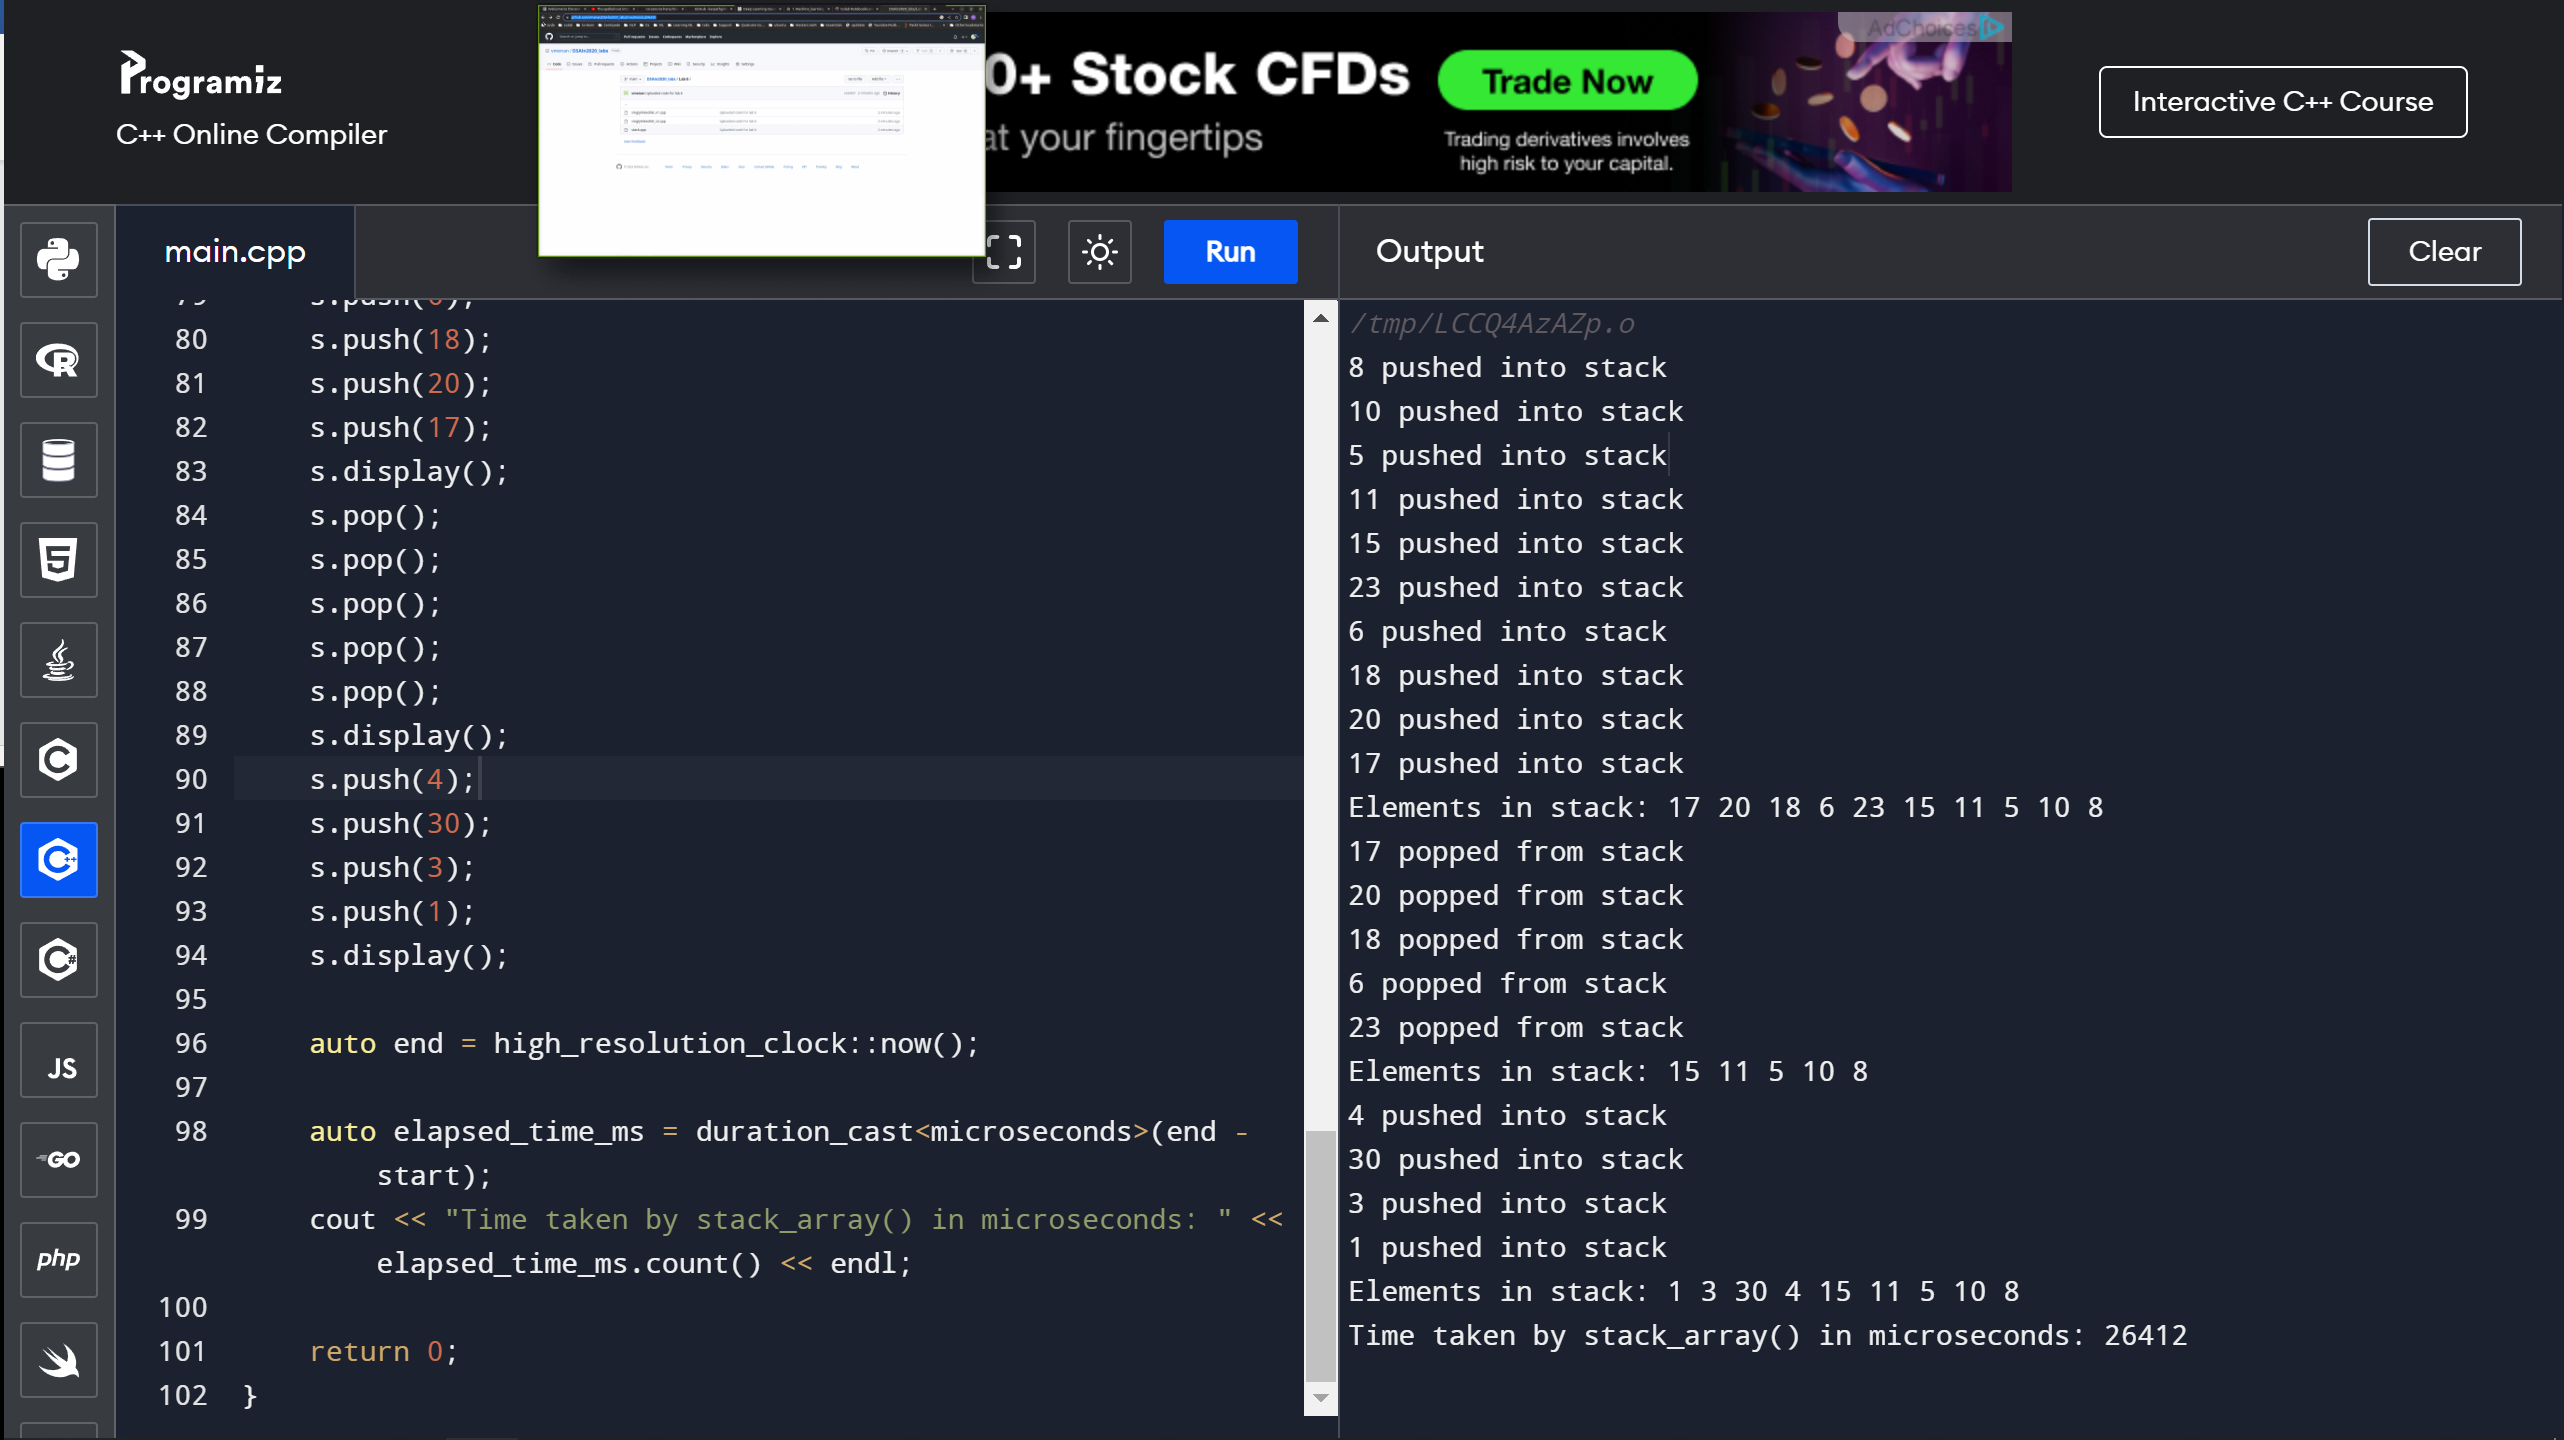 Programiz
C++ Online Compiler
0+ Stock CFDs
at your fingertips
Trade Now
Trading derivatives involves
high risk to your capital.
AdChoices
Interactive C++ Course
main.cpp
Run
Output
Clear
79 s.push(6);
80 s.push(18);
81 s.push(20);
82 s.push(17);
83 s.display();
84 s.pop();
85 s.pop();
86 s.pop();
87 s.pop();
88 s.pop();
89 s.display();
90 s.push(4);
91 s.push(30);
92 s.push(3);
93 s.push(1);
94 s.display();
95
96 auto end = high_resolution_clock::now();
97
98 auto elapsed_time_ms = duration_cast<microseconds>(end -
start);
99 cout << "Time taken by stack_array() in microseconds: " <<
elapsed_time_ms.count() << endl;
100
101 return 0;
102 }
/tmp/LCCQ4AzAZp.o
8 pushed into stack
10 pushed into stack
5 pushed into stack
11 pushed into stack
15 pushed into stack
23 pushed into stack
6 pushed into stack
18 pushed into stack
20 pushed into stack
17 pushed into stack
Elements in stack: 17 20 18 6 23 15 11 5 10 8
17 popped from stack
20 popped from stack
18 popped from stack
6 popped from stack
23 popped from stack
Elements in stack: 15 11 5 10 8
4 pushed into stack
30 pushed into stack
3 pushed into stack
1 pushed into stack
Elements in stack: 1 3 30 4 15 11 5 10 8
Time taken by stack_array() in microseconds: 26412
R
5
C
C++
C#
JS
GO
php